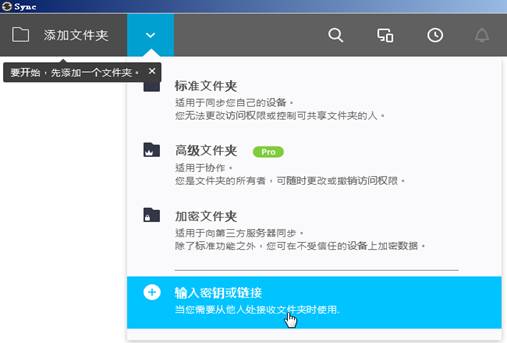 Sync
添加文件夹
要开始，先添加一个文件夹。 ×
标准文件夹
适用于同步您自己的设备。
您无法更改访问权限或控制可共享文件夹的人。
高级文件夹 Pro
适用于协作。
您是文件夹的所有者，可随时更改或撤销访问权限。
加密文件夹
适用于向第三方服务器同步。
除了标准功能之外，您可在不受信任的设备上加密数据。
输入密钥或链接
当您需要从他人处接收文件夹时使用.